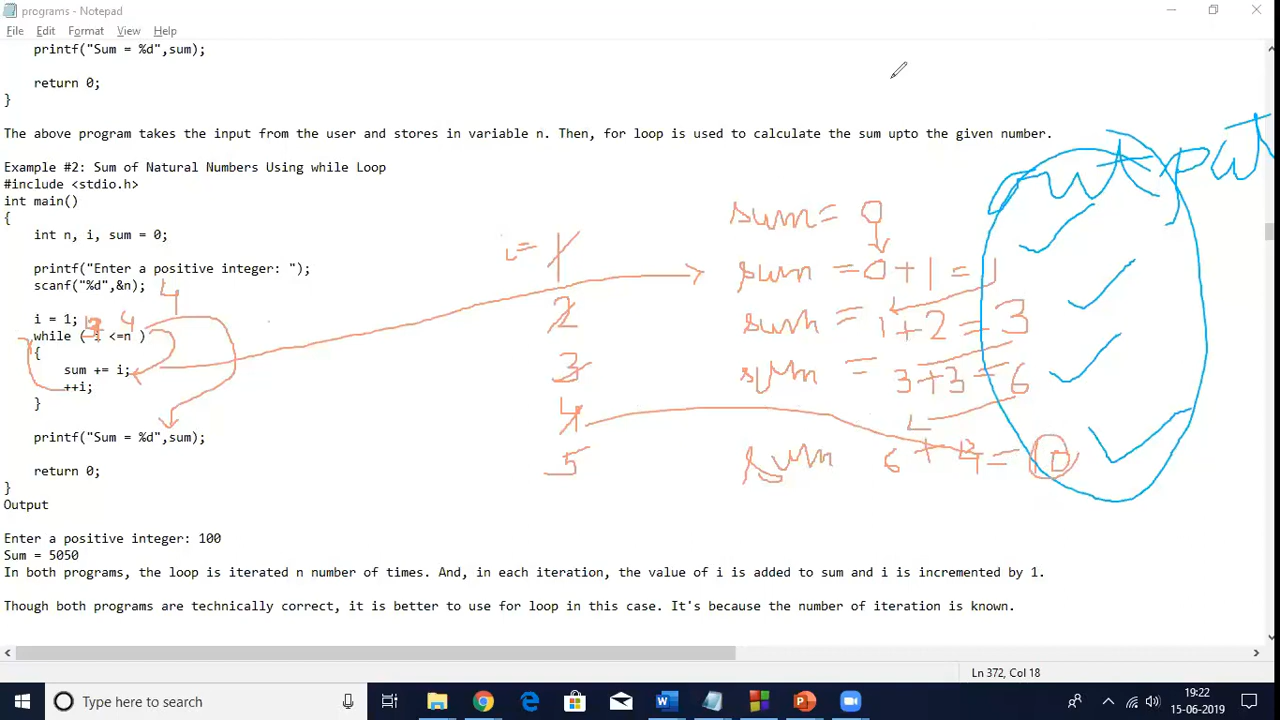 programs - Notepad
File Edit Format View Help
printf("Sum = %d",sum);
return 0;
}
The above program takes the input from the user and stores in variable n. Then, for loop is used to calculate the sum upto the given number.
Example #2: Sum of Natural Numbers Using while Loop
#include <stdio.h>
int main()
{
int n, i, sum = 0;
printf("Enter a positive integer: ");
scanf("%d",&n);
4
i = 1;
4
while ( <=n )
{
sum += i;
++i;
}
printf("Sum = %d",sum);
return 0;
}
Output
Enter a positive integer: 100
Sum = 5050
In both programs, the loop is iterated n number of times. And, in each iteration, the value of i is added to sum and i is incremented by 1.
Though both programs are technically correct, it is better to use for loop in this case. It's because the number of iteration is known.
i= 1
2
3
4
5
sum = 0
sum = 0+1 = 1
sum = 1+2 = 3
sum = 3+3 = 6
sum 6 + 4 = 10
Ln 372, Col 18
Type here to search
19:22
15-06-2019